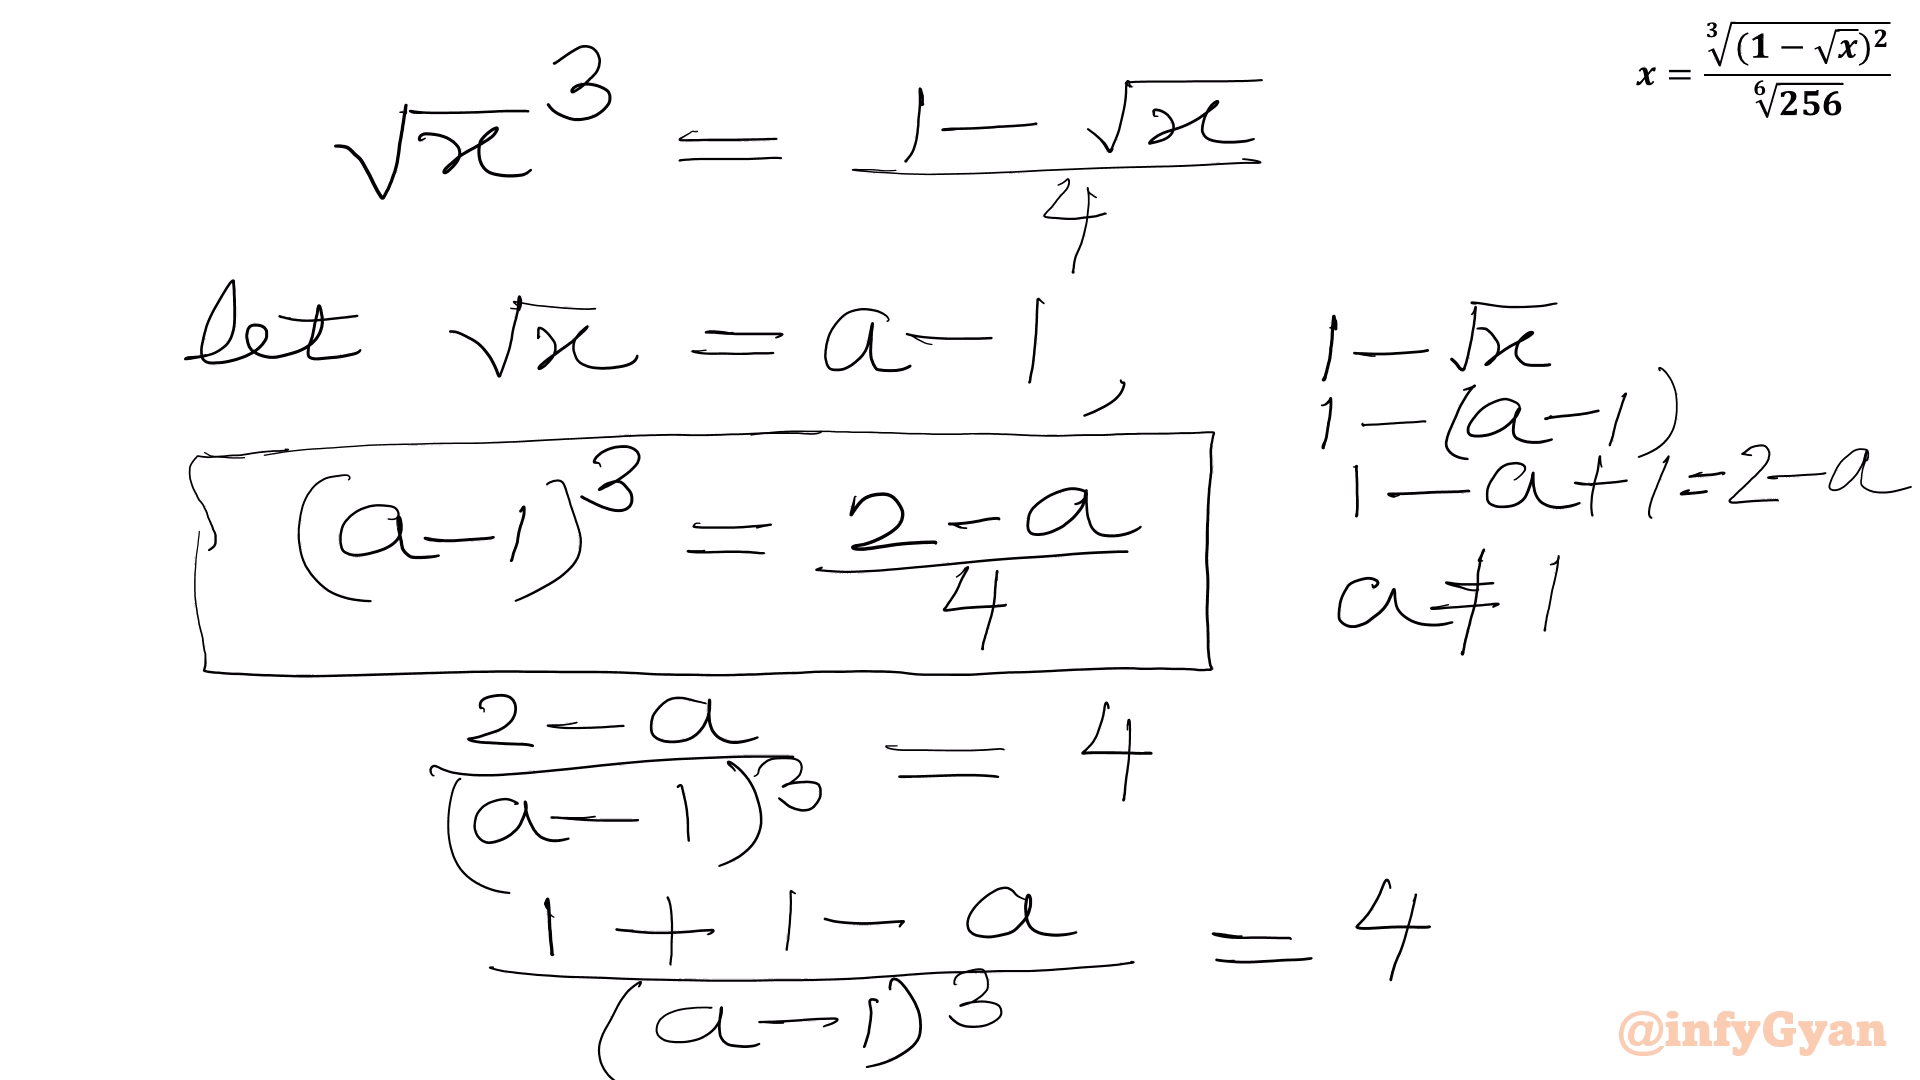 x = ∛((1 − √x)²) / ⁶√256
√x³ = (1 − √x)/4
let √x = a − 1,
1 − √x
1 − (a − 1)
1 − a + 1 = 2 − a
a ≠ 1
(a − 1)³ = (2 − a)/4
(2 − a)/(a − 1)³ = 4
(1 + 1 − a)/(a − 1)³ = 4
@infyGyan